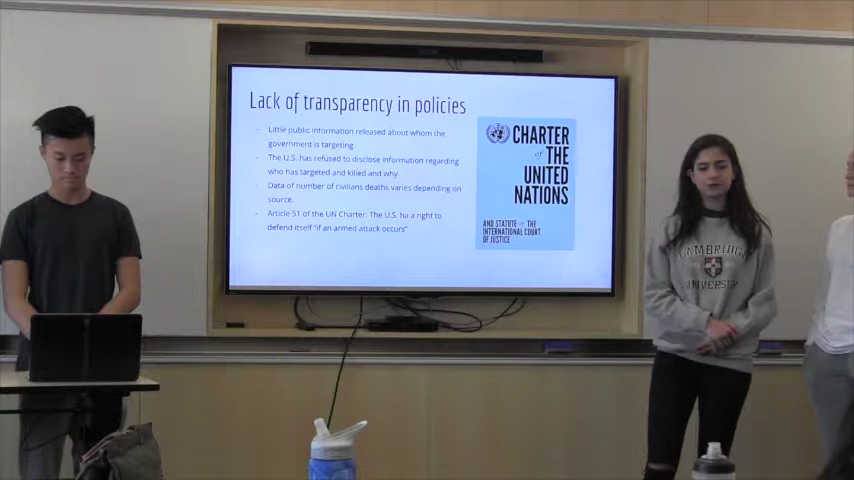 Lack of transparency in policies
- Little public information released about whom the
government is targeting
- The U.S. has refused to disclose information regarding
who has targeted and killed and why
- Data of number of civilians deaths varies depending on
source.
- Article 51 of the UN Charter: The U.S. has a right to
defend itself "if an armed attack occurs"
CHARTER
of THE
UNITED
NATIONS
AND STATUTE OF THE
INTERNATIONAL COURT
OF JUSTICE
CAMBRIDGE
UNIVERSITY